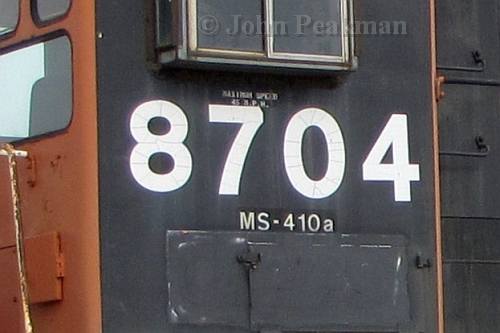 © John Peakman
MAXIMUM SPEED
45 M.P.H.
8704
MS-410a